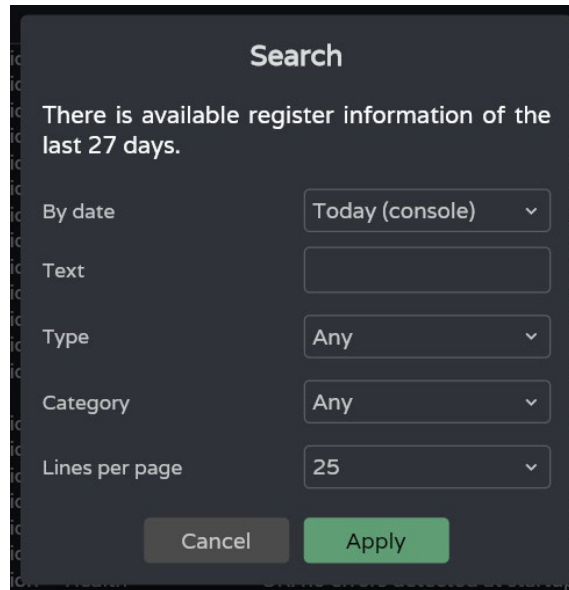 Search
There is available register information of the
last 27 days.
By date
Today (console)
Text
Type
Any
Category
Any
Lines per page
25
Cancel
Apply